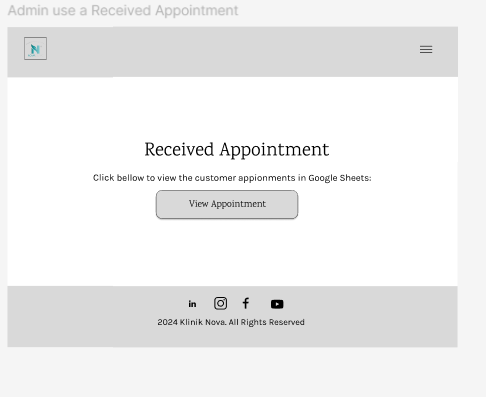 Admin use a Received Appointment
N
Received Appointment
Click bellow to view the customer appionments in Google Sheets:
View Appointment
in
2024 Klinik Nova. All Rights Reserved